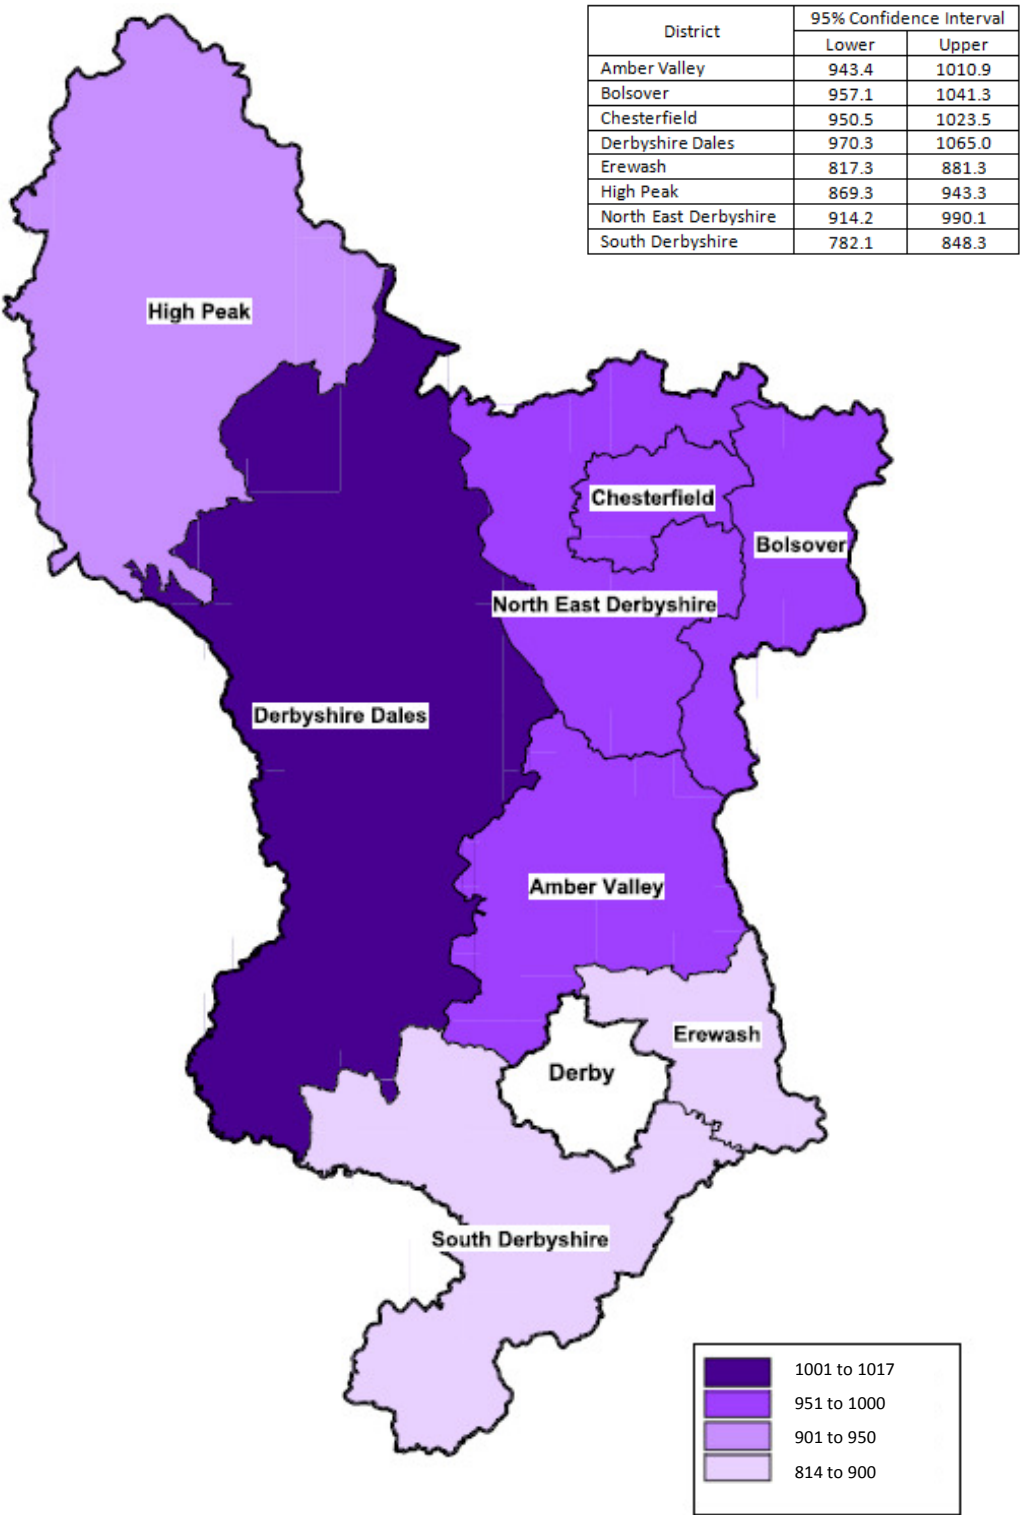 District 95% Confidence Interval
Lower Upper
Amber Valley 943.4 1010.9
Bolsover 957.1 1041.3
Chesterfield 950.5 1023.5
Derbyshire Dales 970.3 1065.0
Erewash 817.3 881.3
High Peak 869.3 943.3
North East Derbyshire 914.2 990.1
South Derbyshire 782.1 848.3
High Peak
Chesterfield
Bolsover
North East Derbyshire
Derbyshire Dales
Amber Valley
Erewash
Derby
South Derbyshire
1001 to 1017
951 to 1000
901 to 950
814 to 900